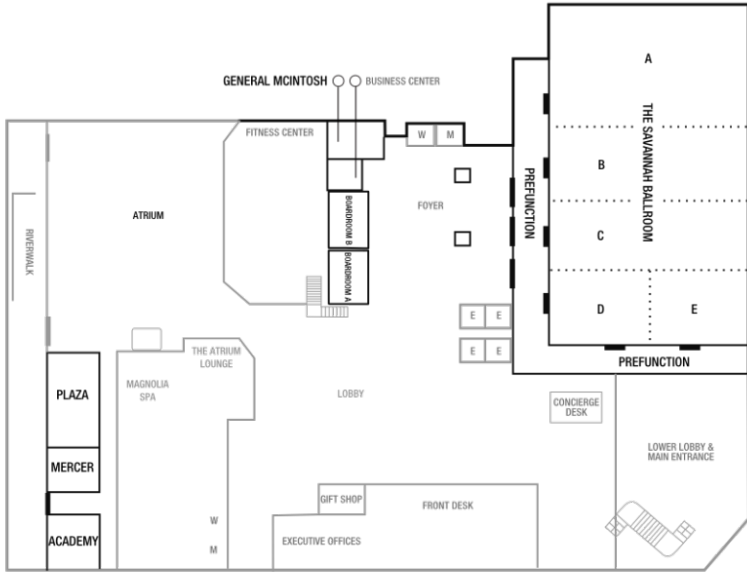 A
GENERAL MCINTOSH
BUSINESS CENTER
FITNESS CENTER
W
M
THE SAVANNAH BALLROOM
B
PREFUNCTION
BOARDROOM B
FOYER
ATRIUM
RIVERWALK
C
BOARDROOM A
D
E
E
E
E
E
THE ATRIUM
LOUNGE
PREFUNCTION
MAGNOLIA
SPA
PLAZA
LOBBY
CONCIERGE
DESK
LOWER LOBBY &
MAIN ENTRANCE
MERCER
GIFT SHOP
FRONT DESK
W
M
ACADEMY
EXECUTIVE OFFICES